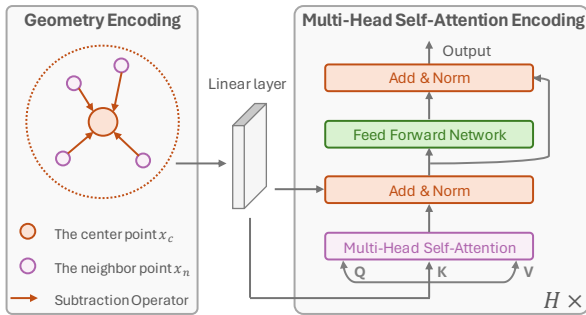 Geometry Encoding
The center point x_c
The neighbor point x_n
Subtraction Operator
Linear layer
Multi-Head Self-Attention Encoding
Output
Add & Norm
Feed Forward Network
Add & Norm
Multi-Head Self-Attention
Q K V
H ×